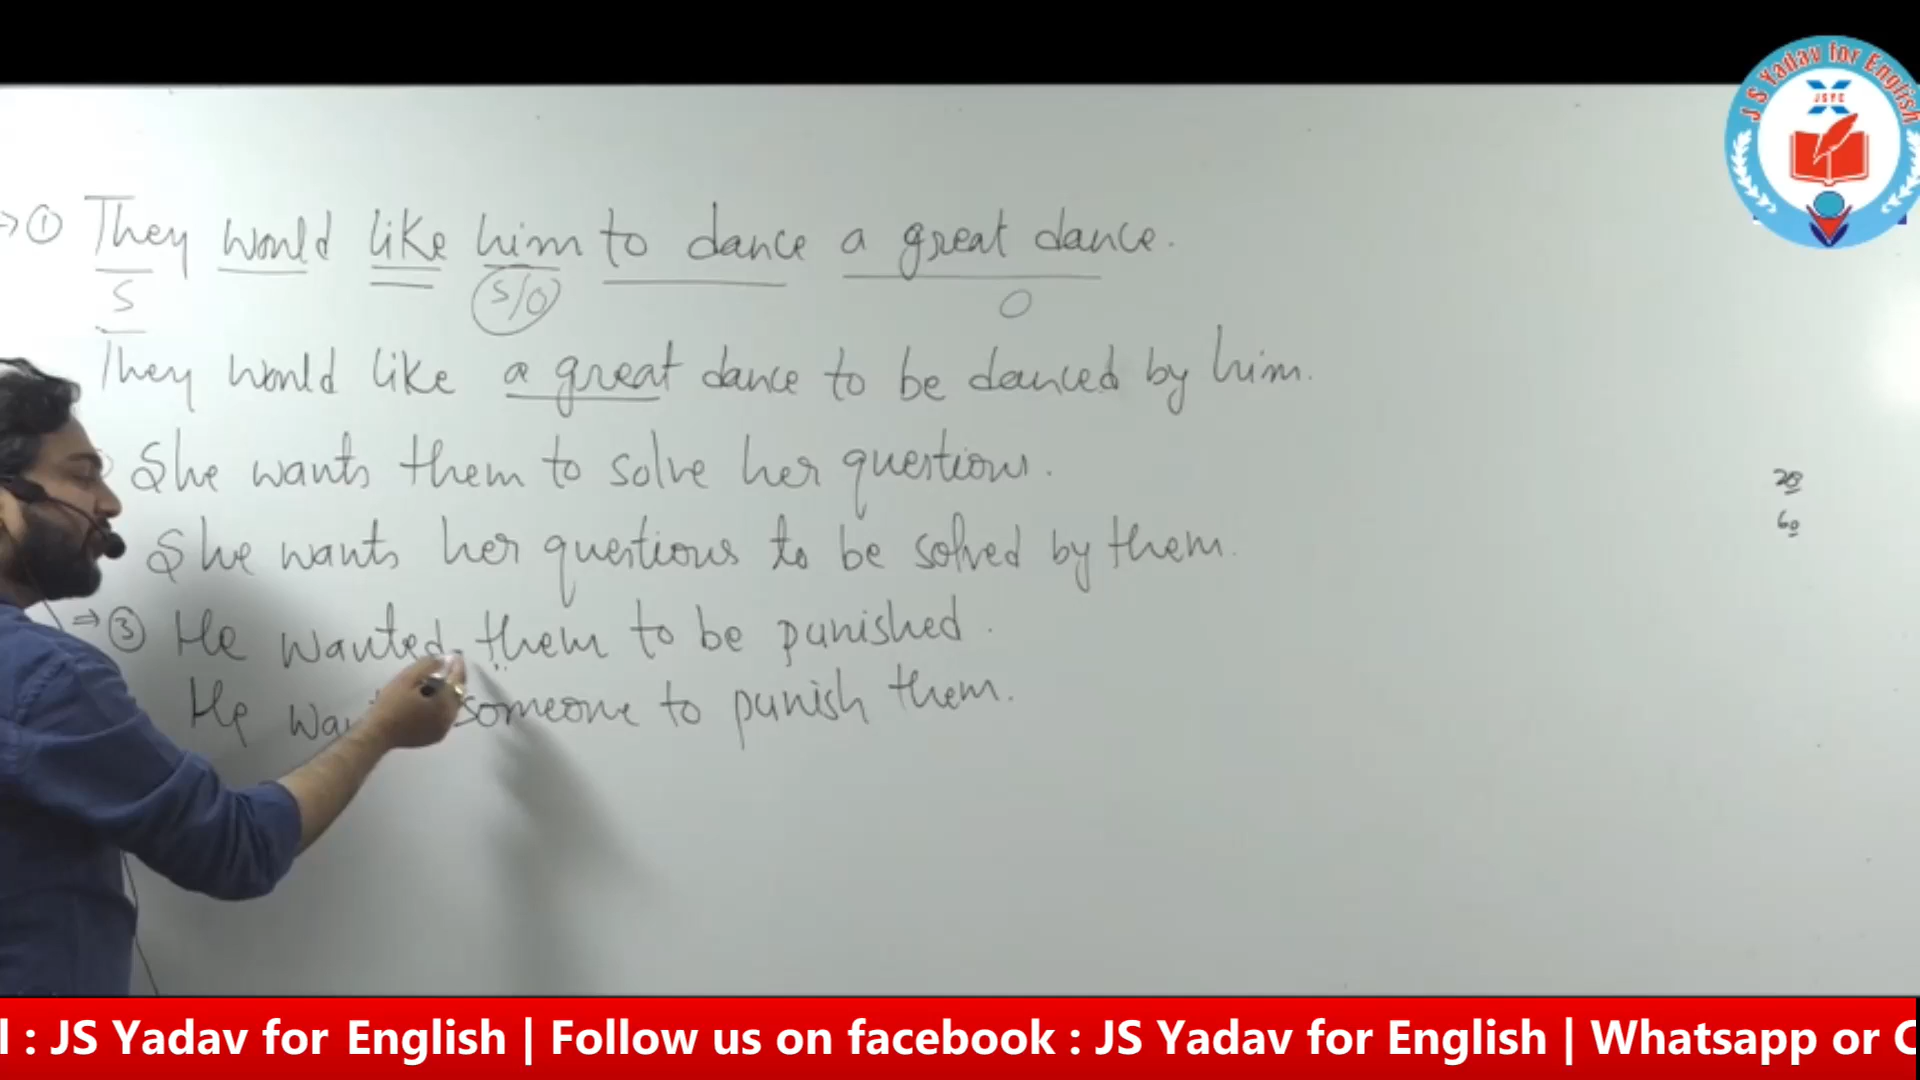 J S Yadav for English
JSYE
① They would like him to dance a great dance.
S S/O O
They would like a great dance to be danced by him.
She wants them to solve her questions.
20
She wants her questions to be solved by them.
60
⇒ ③ He wanted them to be punished.
He someone to punish them.
l : JS Yadav for English | Follow us on facebook : JS Yadav for English | Whatsapp or C